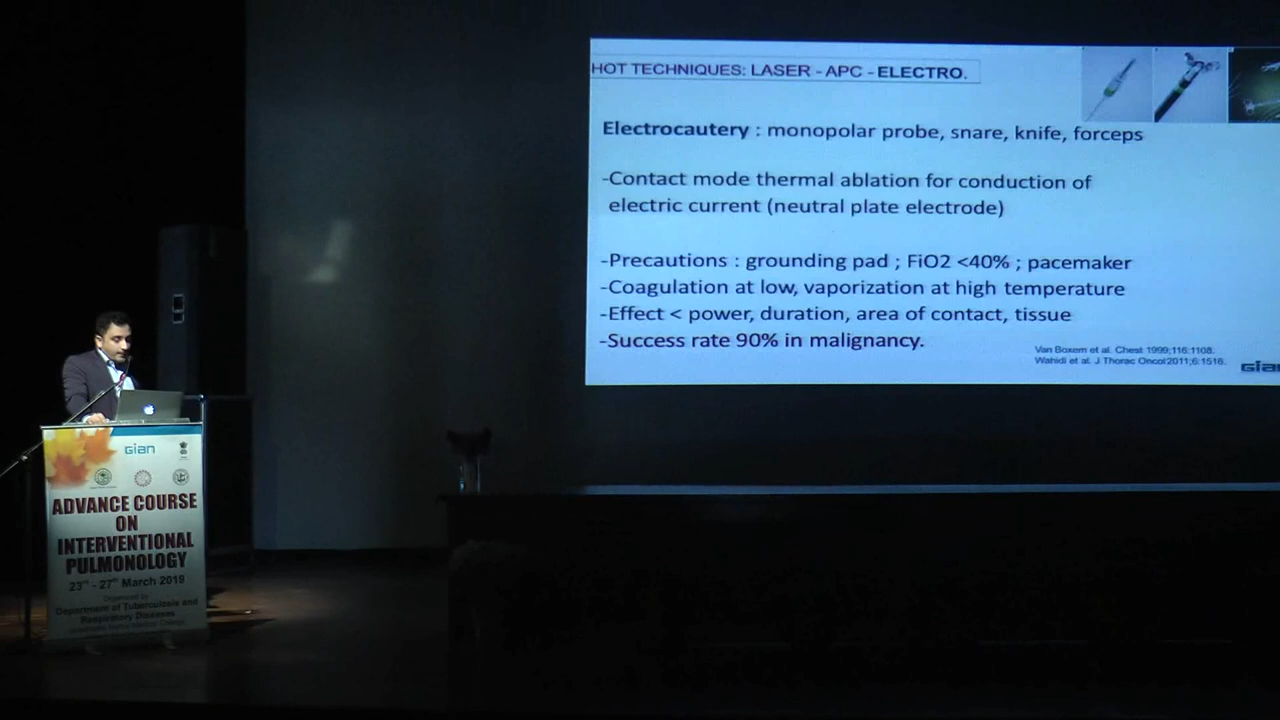 HOT TECHNIQUES: LASER - APC - ELECTRO.
Electrocautery : monopolar probe, snare, knife, forceps
-Contact mode thermal ablation for conduction of
electric current (neutral plate electrode)
-Precautions : grounding pad ; FiO2 <40% ; pacemaker
-Coagulation at low, vaporization at high temperature
-Effect < power, duration, area of contact, tissue
-Success rate 90% in malignancy.
Van Boxem et al. Chest 1999;116:1108.
Wahidi et al. J Thorac Oncol 2011;6:1516.
Gian
ADVANCE COURSE
ON
INTERVENTIONAL
PULMONOLOGY
23rd - 27th March 2019
Organized by
Department of Tuberculosis and
Respiratory Diseases